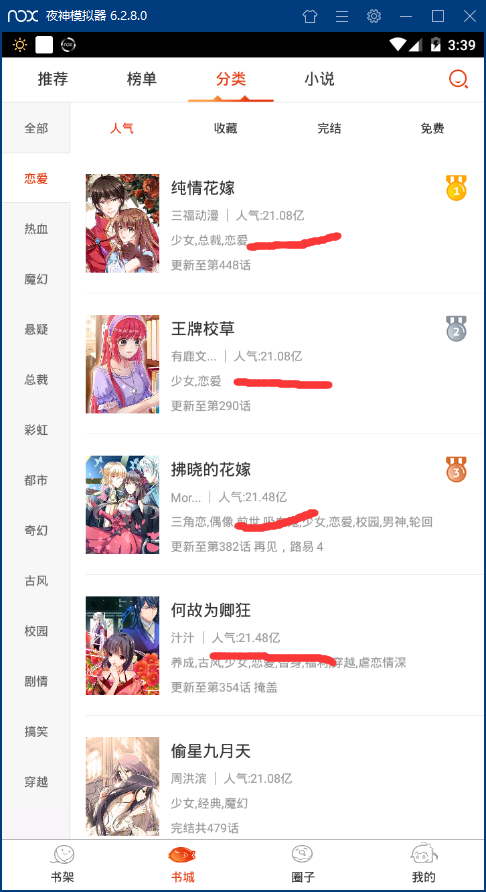 nox 夜神模拟器 6.2.8.0
3:39
推荐 榜单 分类 小说
全部 人气 收藏 完结 免费
恋爱
热血
魔幻
悬疑
总裁
彩虹
都市
奇幻
古风
校园
剧情
搞笑
穿越
纯情花嫁
1
三福动漫 | 人气:21.08亿
少女,总裁,恋爱
更新至第448话
王牌校草
2
有鹿文... | 人气:21.08亿
少女,恋爱
更新至第290话
拂晓的花嫁
3
Mor... | 人气:21.48亿
三角恋,偶像,前世,少女,恋爱,校园,男神,轮回
更新至第382话 再见，路易 4
何故为卿狂
汁汁 | 人气:21.48亿
养成,古风,少女,恋爱,福利,穿越,虐恋情深
更新至第354话 掩盖
偷星九月天
周洪滨 | 人气:21.08亿
少女,经典,魔幻
完结共479话
书架 书城 圈子 我的